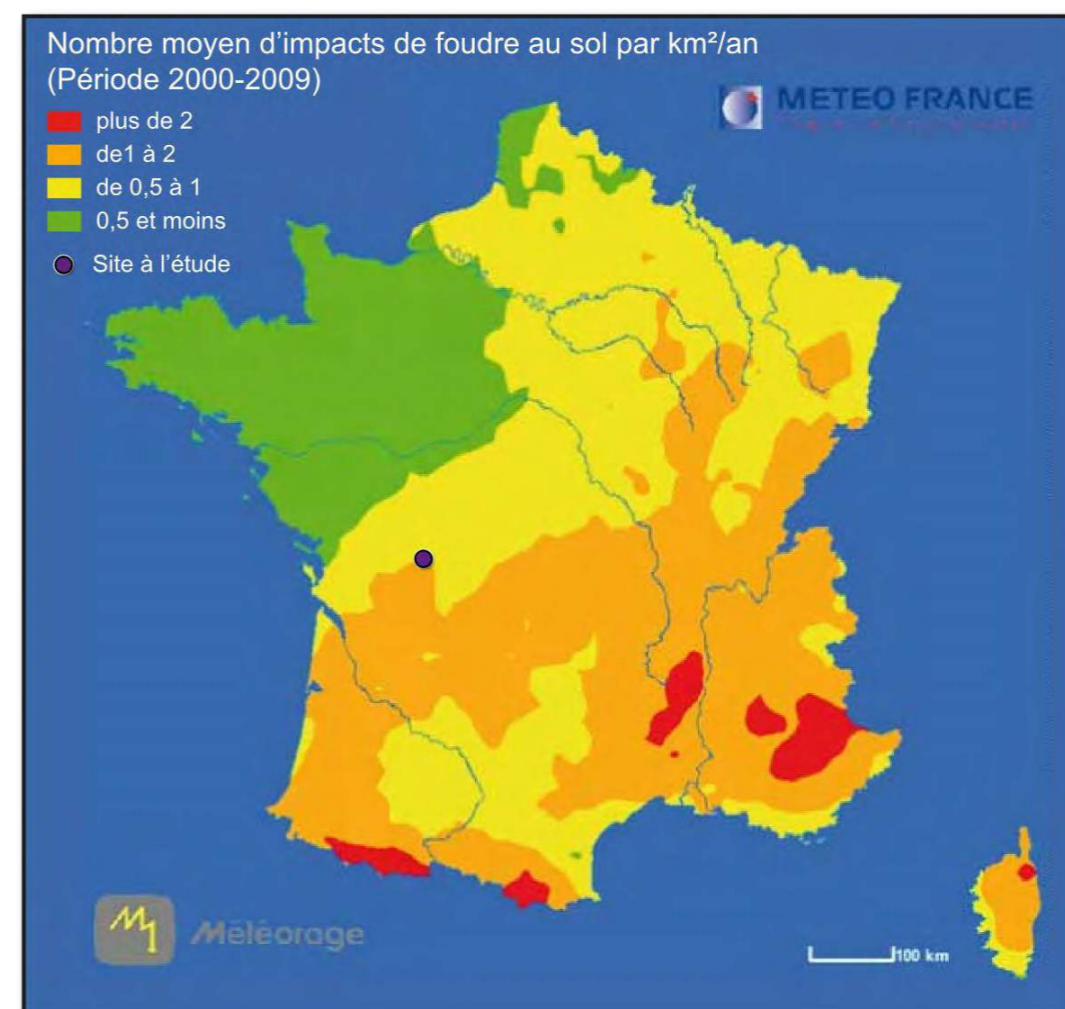 Nombre moyen d'impacts de foudre au sol par km²/an
(Période 2000-2009)
plus de 2
de1 à 2
de 0,5 à 1
0,5 et moins
Site à l'étude
METEO FRANCE
Météorage
100 km